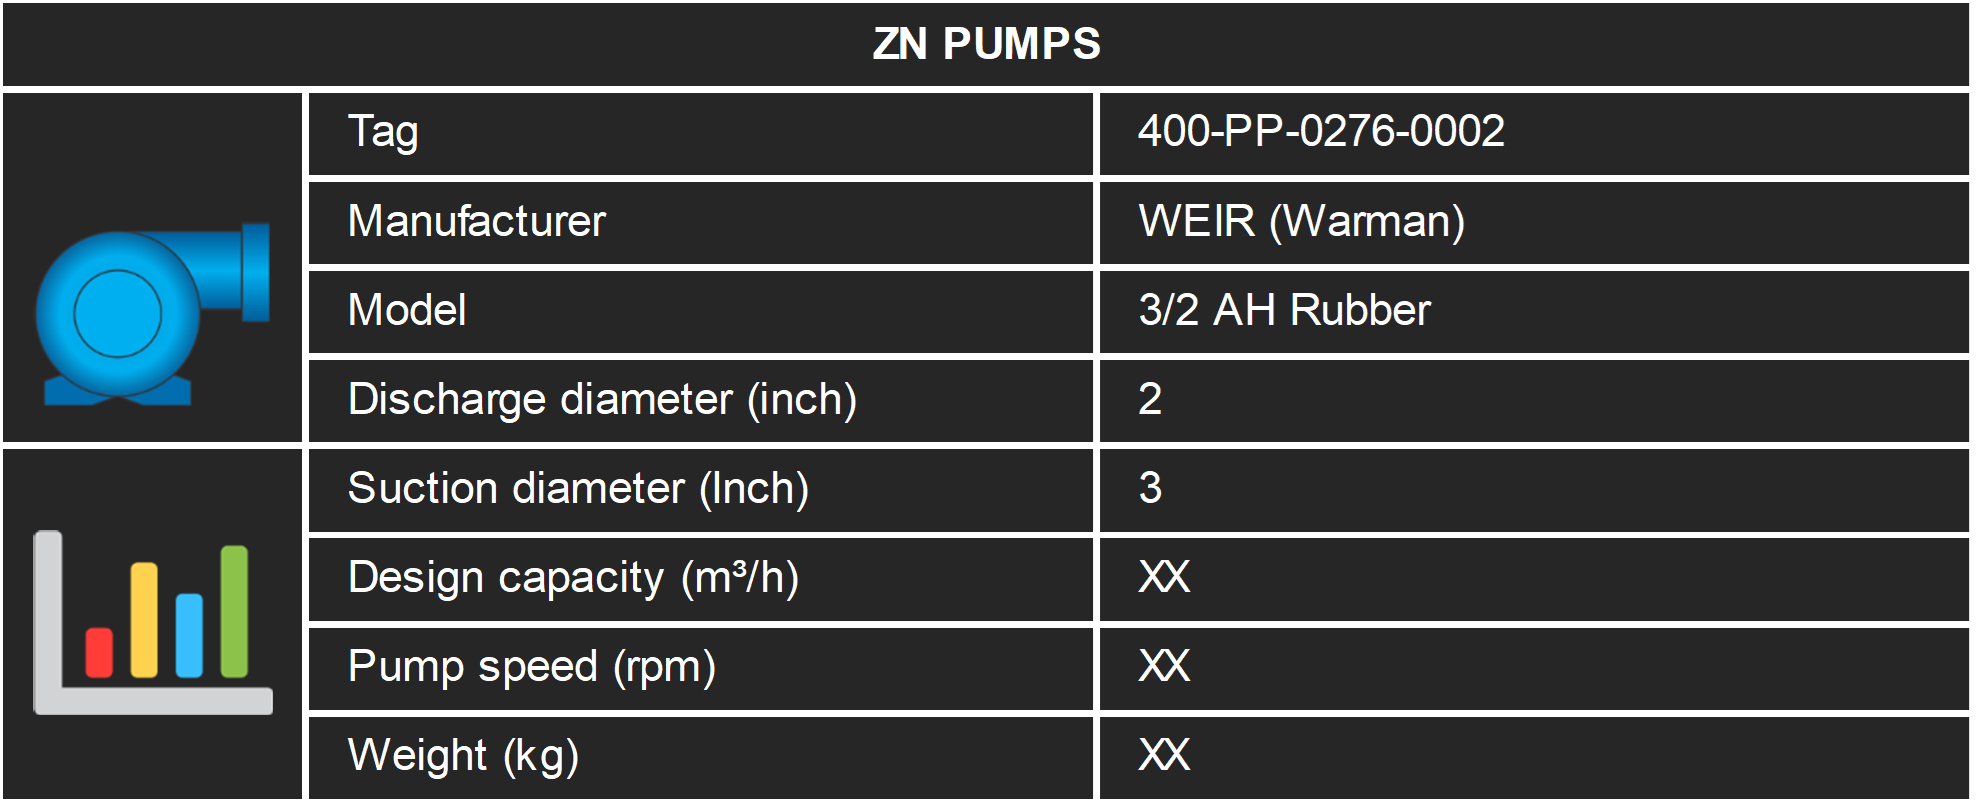 ZN PUMPS
Tag 400-PP-0276-0002
Manufacturer WEIR (Warman)
Model 3/2 AH Rubber
Discharge diameter (inch) 2
Suction diameter (Inch) 3
Design capacity (m³/h) XX
Pump speed (rpm) XX
Weight (kg) XX